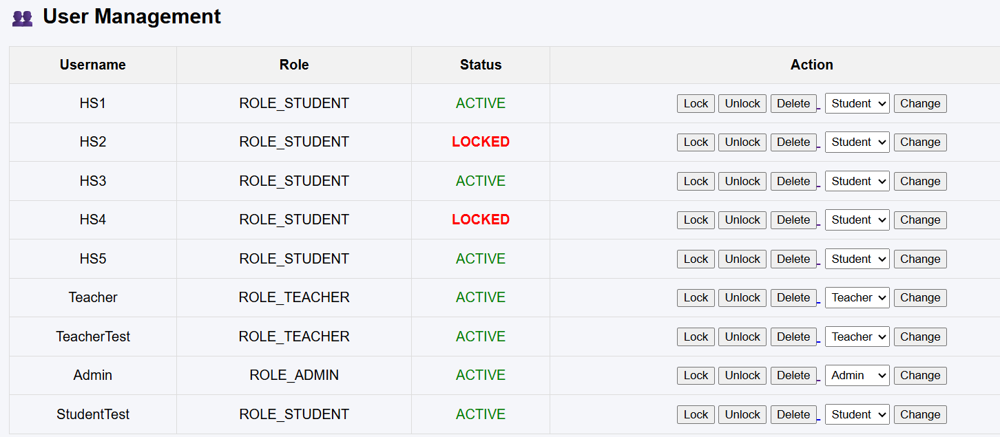 User Management
Username Role Status Action
HS1 ROLE_STUDENT ACTIVE Lock Unlock Delete Student Change
HS2 ROLE_STUDENT LOCKED Lock Unlock Delete Student Change
HS3 ROLE_STUDENT ACTIVE Lock Unlock Delete Student Change
HS4 ROLE_STUDENT LOCKED Lock Unlock Delete Student Change
HS5 ROLE_STUDENT ACTIVE Lock Unlock Delete Student Change
Teacher ROLE_TEACHER ACTIVE Lock Unlock Delete Teacher Change
TeacherTest ROLE_TEACHER ACTIVE Lock Unlock Delete Teacher Change
Admin ROLE_ADMIN ACTIVE Lock Unlock Delete Admin Change
StudentTest ROLE_STUDENT ACTIVE Lock Unlock Delete Student Change